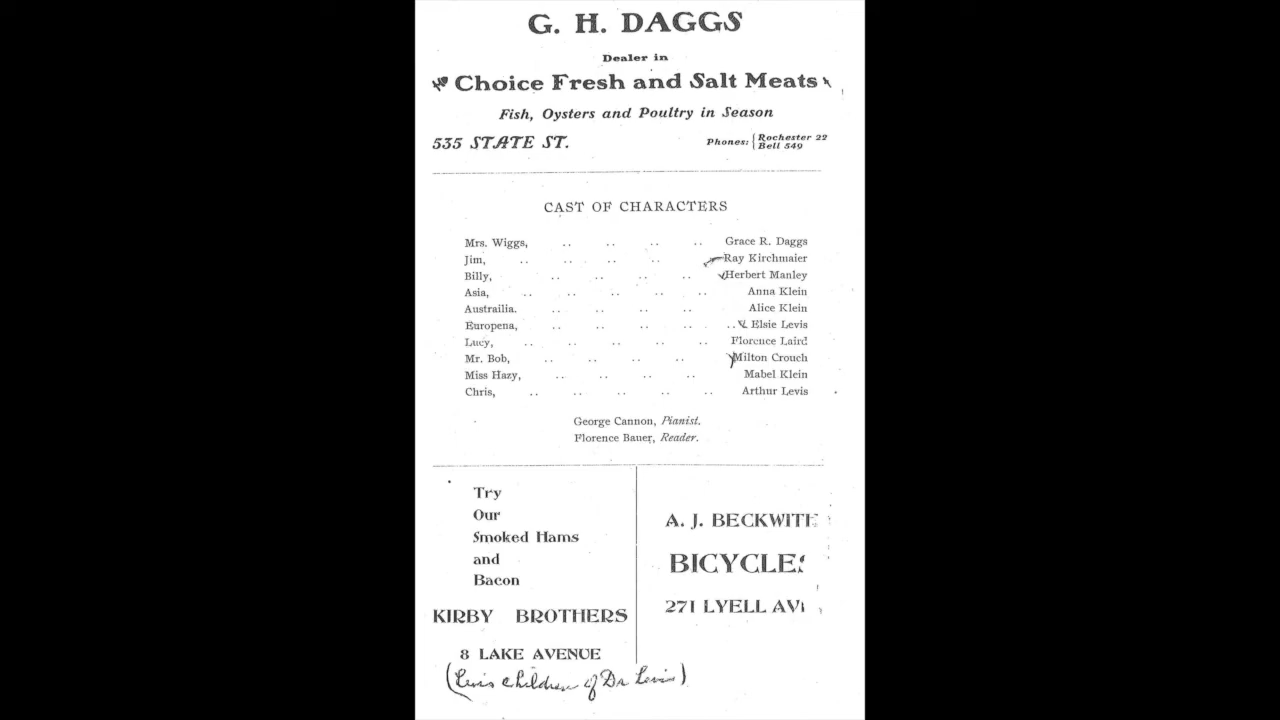 G. H. DAGGS
Dealer in
Choice Fresh and Salt Meats
Fish, Oysters and Poultry in Season
535 STATE ST.
Phones: { Rochester 22
Bell 549
CAST OF CHARACTERS
Mrs. Wiggs, .. .. .. .. Grace R. Daggs
Jim, .. .. .. .. Ray Kirchmaier
Billy, .. .. .. .. Herbert Manley
Asia, .. .. .. .. .. Anna Klein
Austrailia. .. .. .. .. Alice Klein
Europena, .. .. .. .. .. Elsie Levis
Lucy, .. .. .. .. .. Florence Laird
Mr. Bob, .. .. .. .. Milton Crouch
Miss Hazy, .. .. .. .. Mabel Klein
Chris, .. .. .. .. .. Arthur Levis
George Cannon, Pianist.
Florence Bauer, Reader.
Try
Our
Smoked Hams
and
Bacon
KIRBY BROTHERS
8 LAKE AVENUE
A. J. BECKWITH
BICYCLES
271 LYELL AV
(Levis children of Dr Levis)